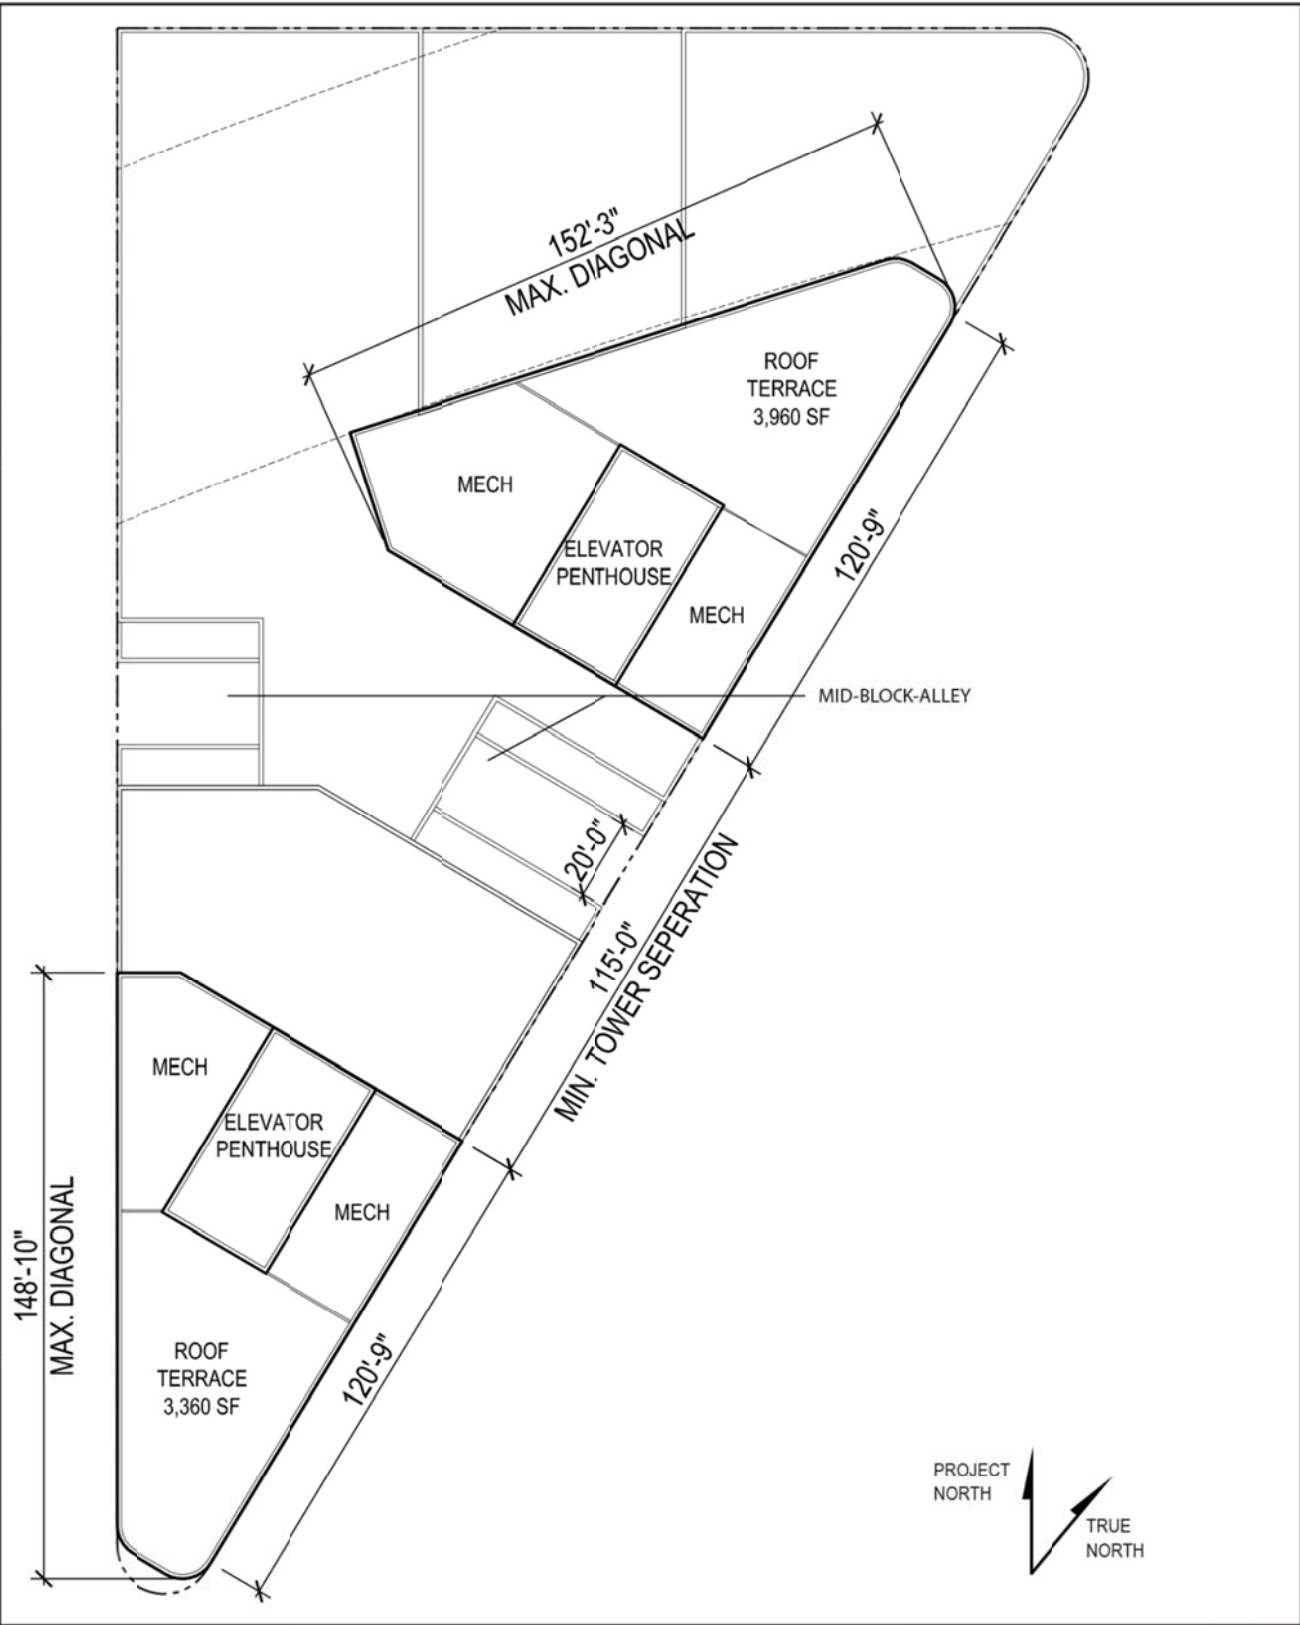 152'-3"
MAX. DIAGONAL
ROOF
TERRACE
3,960 SF
MECH
ELEVATOR
PENTHOUSE
MECH
120'-9"
MID-BLOCK-ALLEY
20'-0"
115'-0"
MIN. TOWER SEPERATION
MECH
ELEVATOR
PENTHOUSE
MECH
148'-10"
MAX. DIAGONAL
ROOF
TERRACE
3,360 SF
120'-9"
PROJECT
NORTH
TRUE
NORTH